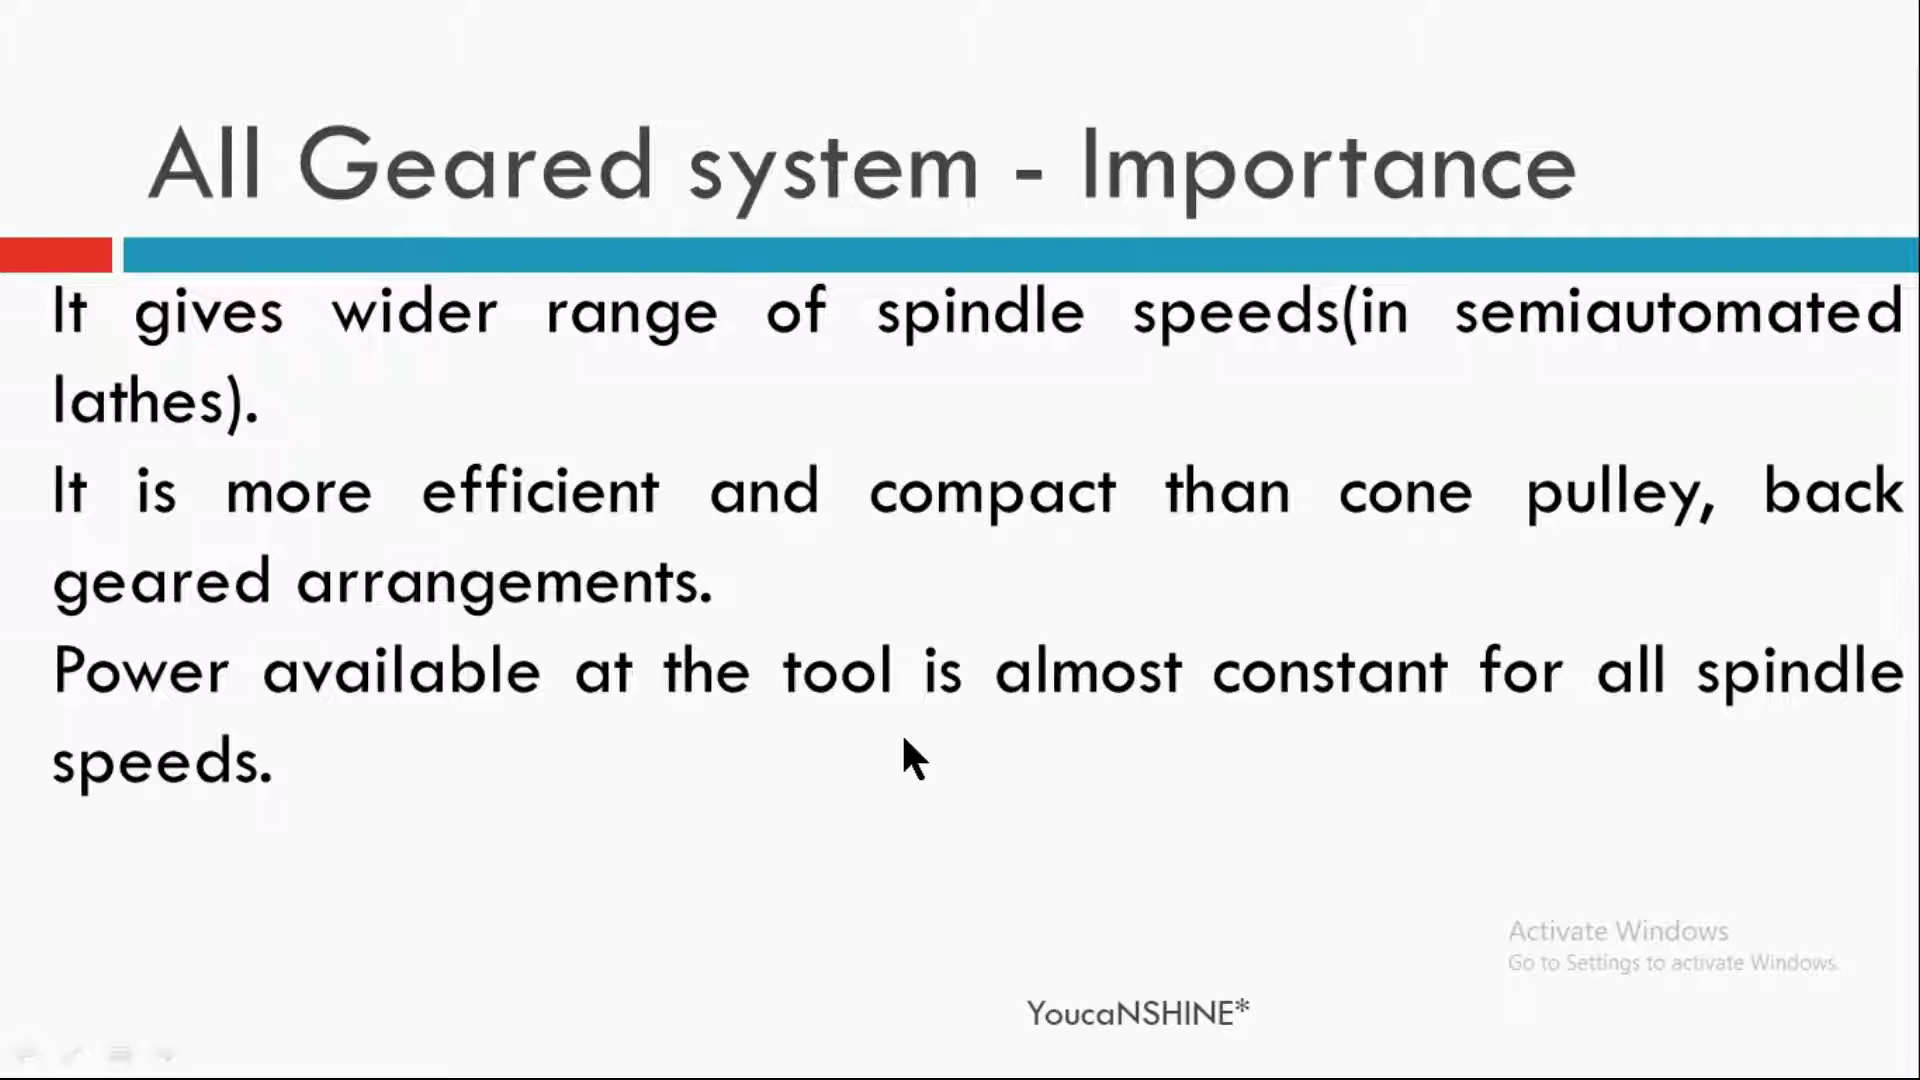 All Geared system - Importance
It gives wider range of spindle speeds(in semiautomated
lathes).
It is more efficient and compact than cone pulley, back
geared arrangements.
Power available at the tool is almost constant for all spindle
speeds.
Activate Windows
Go to Settings to activate Windows.
YoucaNSHINE*